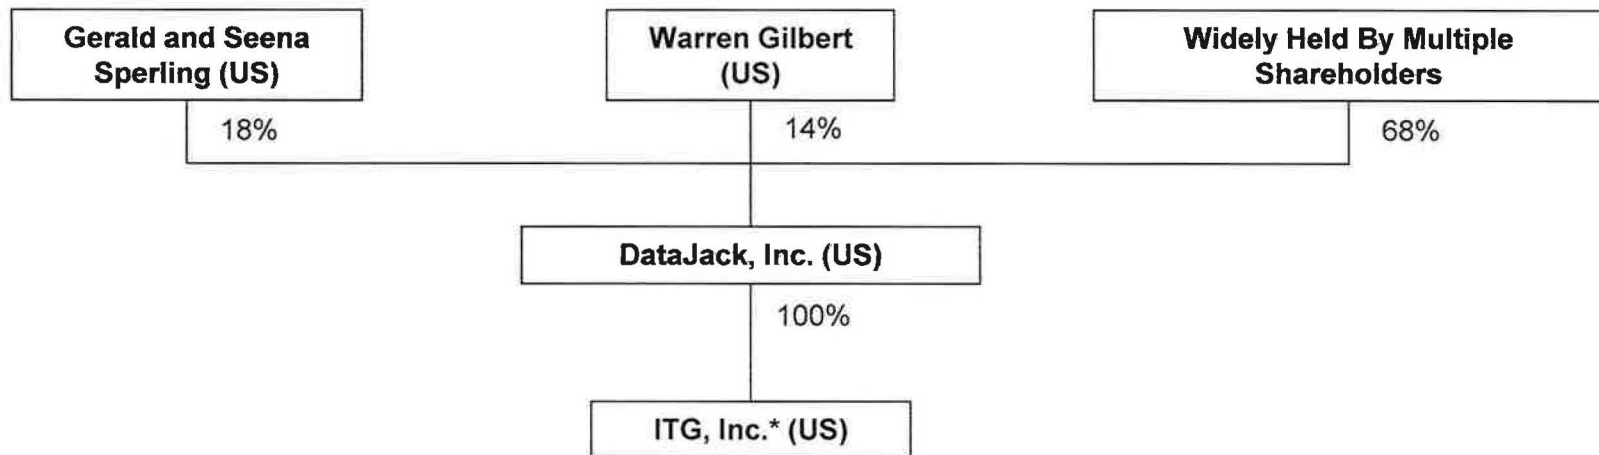 Gerald and Seena
Sperling (US)
Warren Gilbert
(US)
Widely Held By Multiple
Shareholders
18%
14%
68%
DataJack, Inc. (US)
100%
ITG, Inc.* (US)